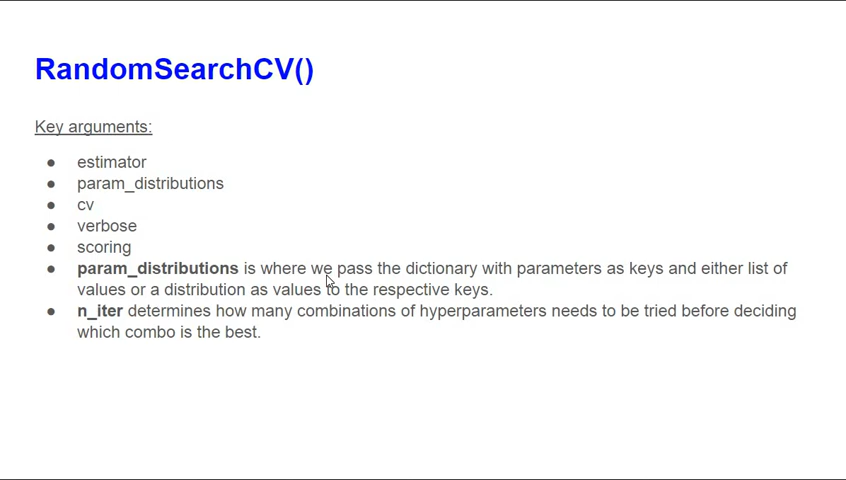 RandomSearchCV()
Key arguments:
● estimator
● param_distributions
● cv
● verbose
● scoring
● param_distributions is where we pass the dictionary with parameters as keys and either list of
values or a distribution as values to the respective keys.
● n_iter determines how many combinations of hyperparameters needs to be tried before deciding
which combo is the best.